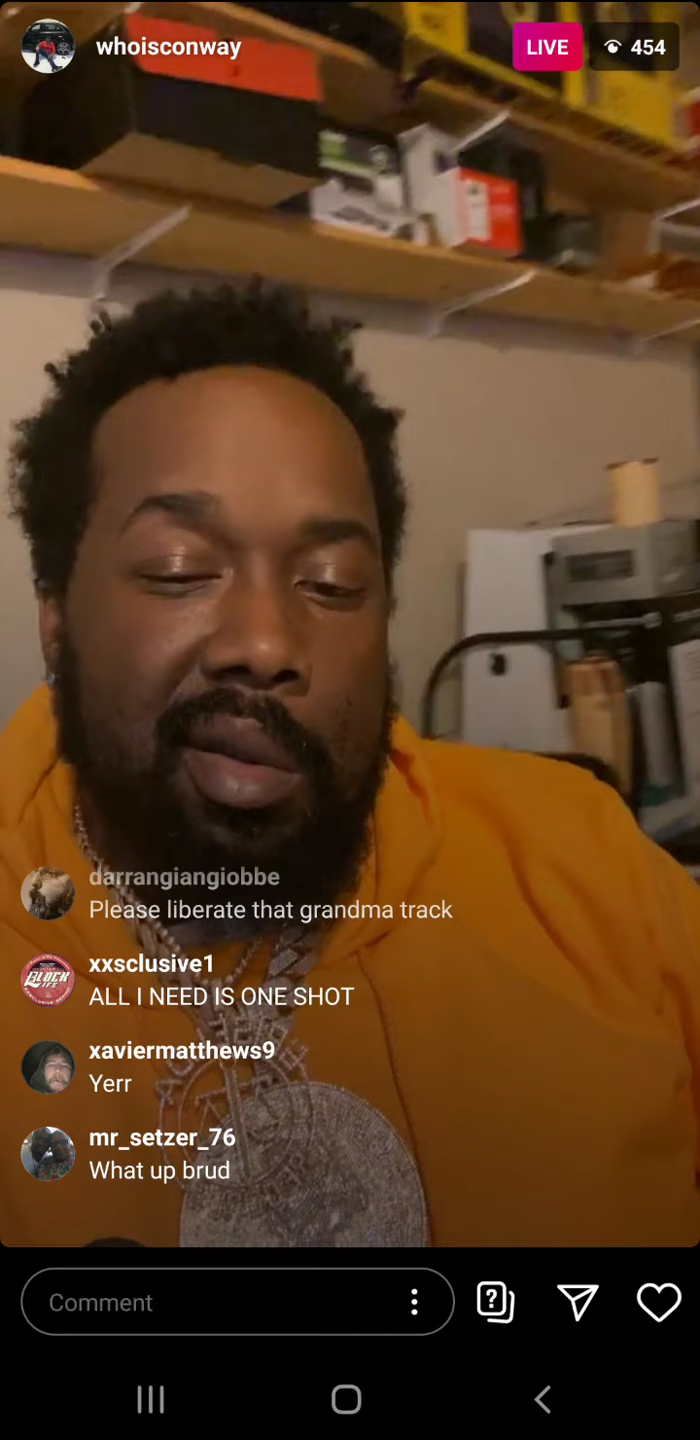 whoisconway
LIVE
454
darrangiangiobbe
Please liberate that grandma track
xxsclusive1
ALL I NEED IS ONE SHOT
xaviermatthews9
Yerr
mr_setzer_76
What up brud
Comment